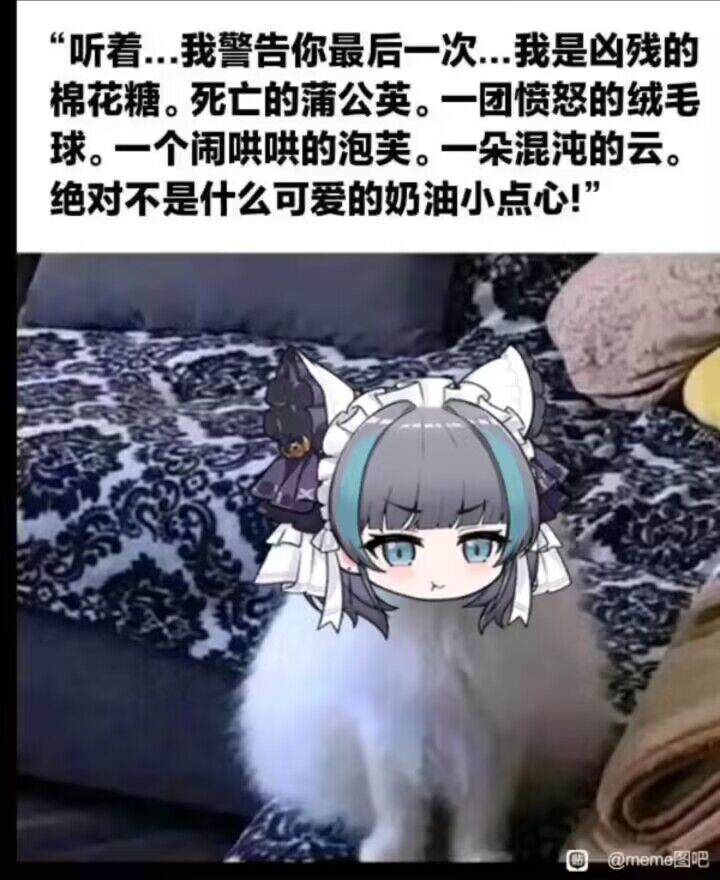 “听着...我警告你最后一次...我是凶残的
棉花糖。死亡的蒲公英。一团愤怒的绒毛
球。一个闹哄哄的泡芙。一朵混沌的云。
绝对不是什么可爱的奶油小点心!”
贴 @meme图吧